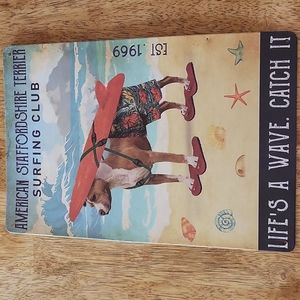 AMERICAN STAFFORDSHIRE TERRIER
SURFING CLUB
EST. 1969
LIFE'S A WAVE. CATCH IT